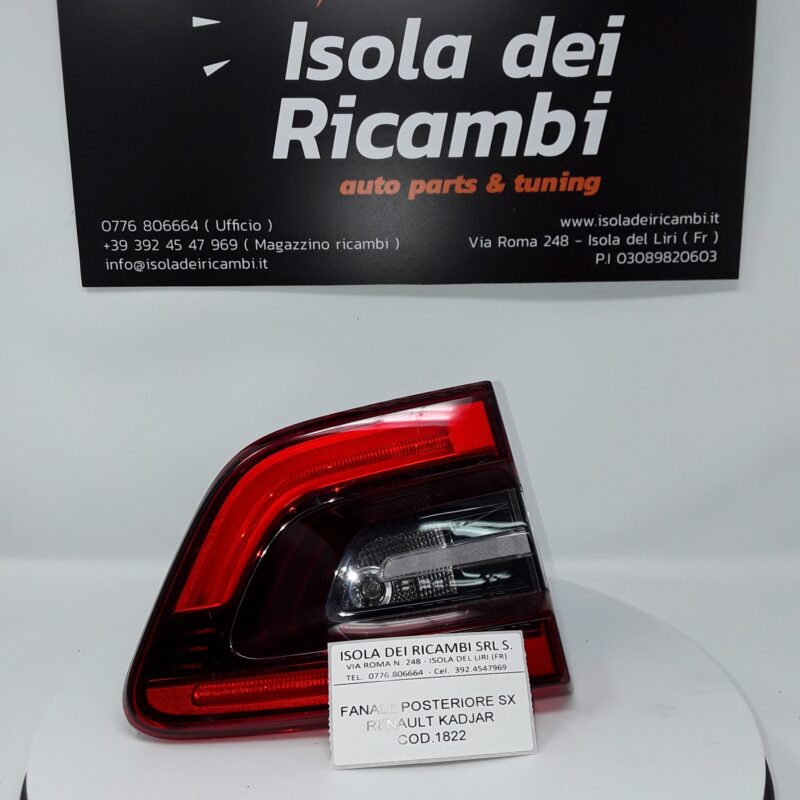 Isola dei
Ricambi
auto parts & tuning
0776 806664 ( Ufficio )
+39 392 45 47 969 ( Magazzino ricambi )
info@isoladeiricambi.it
www.isoladeiricambi.it
Via Roma 248 - Isola del Liri ( Fr )
P.I 03089820603
ISOLA DEI RICAMBI SRL S.
VIA ROMA N. 248 - ISOLA DEL LIRI (FR)
TEL. 0776.806664 - Cel. 392.4547969
FANALE POSTERIORE SX
RENAULT KADJAR
COD.1822